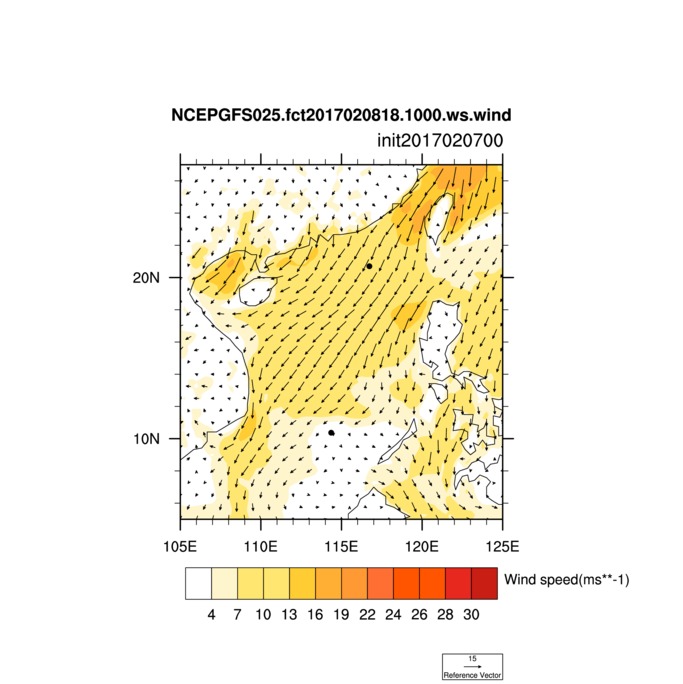 NCEPGFS025.fct2017020818.1000.ws.wind
init2017020700
20N
10N
105E 110E 115E 120E 125E
Wind speed(ms**-1)
4 7 10 13 16 19 22 24 26 28 30
15
Reference Vector